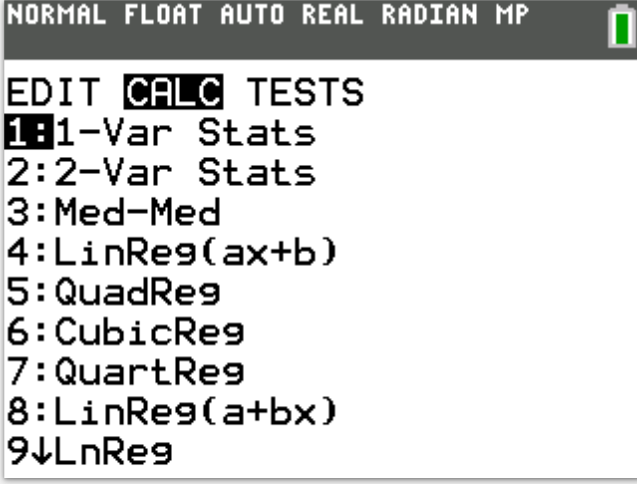 NORMAL FLOAT AUTO REAL RADIAN MP
EDIT CALC TESTS
1:1-Var Stats
2:2-Var Stats
3:Med-Med
4:LinReg(ax+b)
5:QuadReg
6:CubicReg
7:QuartReg
8:LinReg(a+bx)
9↓LnReg